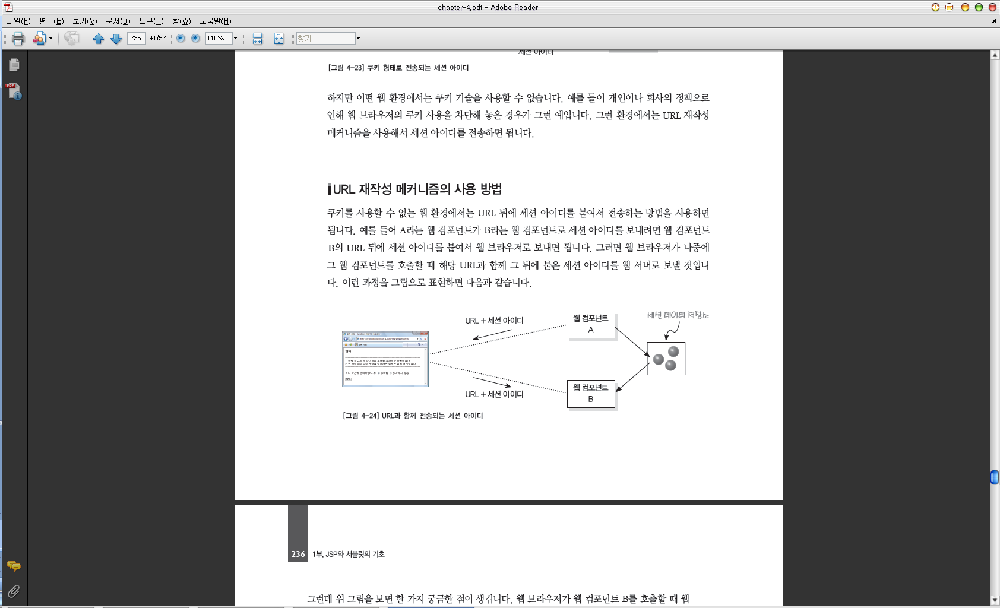 chapter-4.pdf - Adobe Reader
파일(F) 편집(E) 보기(V) 문서(D) 도구(T) 창(W) 도움말(H)
235 41/52 110% 찾기
세션 아이디
[그림 4-23] 쿠키 형태로 전송되는 세션 아이디
하지만 어떤 웹 환경에서는 쿠키 기술을 사용할 수 없습니다. 예를 들어 개인이나 회사의 정책으로
인해 웹 브라우저의 쿠키 사용을 차단해 놓은 경우가 그런 예입니다. 그런 환경에서는 URL 재작성
메커니즘을 사용해서 세션 아이디를 전송하면 됩니다.
URL 재작성 메커니즘의 사용 방법
쿠키를 사용할 수 없는 웹 환경에서는 URL 뒤에 세션 아이디를 붙여서 전송하는 방법을 사용하면
됩니다. 예를 들어 A라는 웹 컴포넌트가 B라는 웹 컴포넌트로 세션 아이디를 보내려면 웹 컴포넌트
B의 URL 뒤에 세션 아이디를 붙여서 웹 브라우저로 보내면 됩니다. 그러면 웹 브라우저가 나중에
그 웹 컴포넌트를 호출할 때 해당 URL과 함께 그 뒤에 붙은 세션 아이디를 웹 서버로 보낼 것입니
다. 이런 과정을 그림으로 표현하면 다음과 같습니다.
URL + 세션 아이디
웹 컴포넌트
A
세션 데이터 저장소
약관
URL + 세션 아이디
웹 컴포넌트
B
[그림 4-24] URL과 함께 전송되는 세션 아이디
236 1부. JSP와 서블릿의 기초
그런데 위 그림을 보면 한 가지 궁금한 점이 생깁니다. 웹 브라우저가 웹 컴포넌트 B를 호출할 때 웹